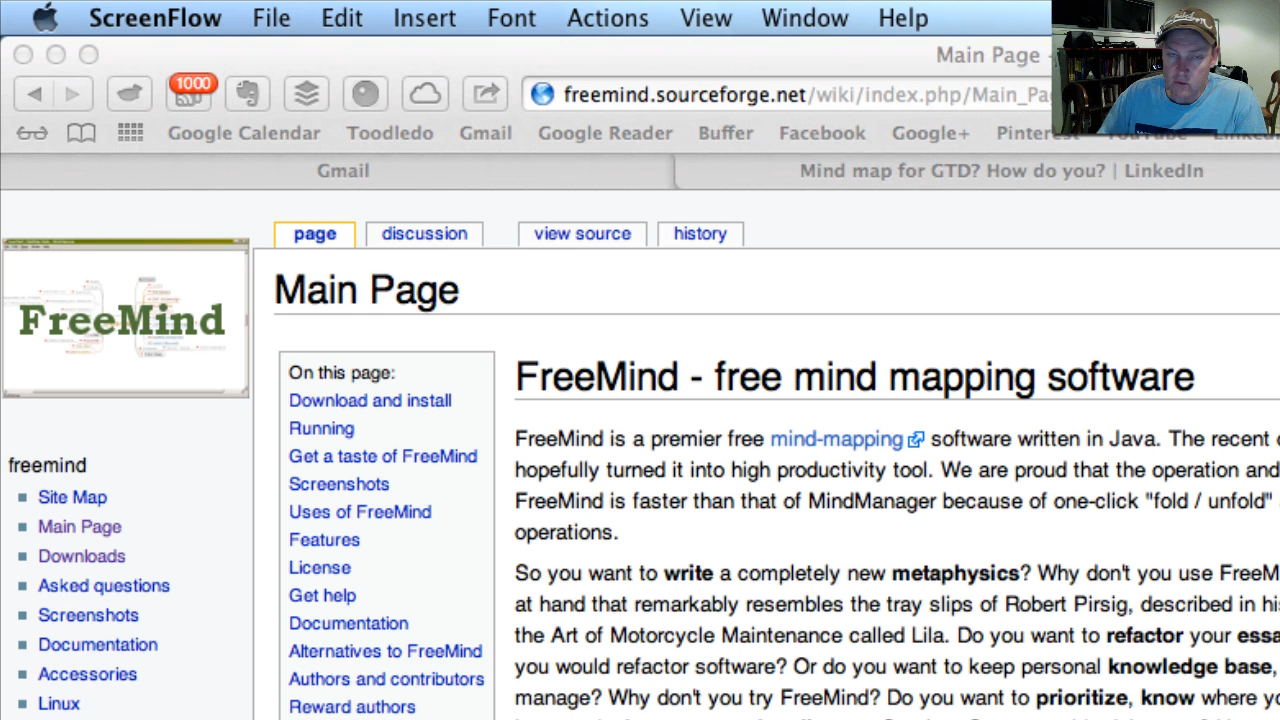 ScreenFlow File Edit Insert Font Actions View Window Help
Main Page -
1000
freemind.sourceforge.net/wiki/index.php/Main_Pa
Google Calendar Toodledo Gmail Google Reader Buffer Facebook Google+ Pinterest YouTube LinkedIn
Gmail Mind map for GTD? How do you? | LinkedIn
page discussion view source history
FreeMind
Main Page
On this page:
Download and install
Running
Get a taste of FreeMind
Screenshots
Uses of FreeMind
Features
License
Get help
Documentation
Alternatives to FreeMind
Authors and contributors
Reward authors
freemind
Site Map
Main Page
Downloads
Asked questions
Screenshots
Documentation
Accessories
Linux
FreeMind - free mind mapping software
FreeMind is a premier free mind-mapping software written in Java. The recent
hopefully turned it into high productivity tool. We are proud that the operation and
FreeMind is faster than that of MindManager because of one-click "fold / unfold"
operations.
So you want to write a completely new metaphysics? Why don't you use FreeM
at hand that remarkably resembles the tray slips of Robert Pirsig, described in his
the Art of Motorcycle Maintenance called Lila. Do you want to refactor your essa
you would refactor software? Or do you want to keep personal knowledge base,
manage? Why don't you try FreeMind? Do you want to prioritize, know where yo